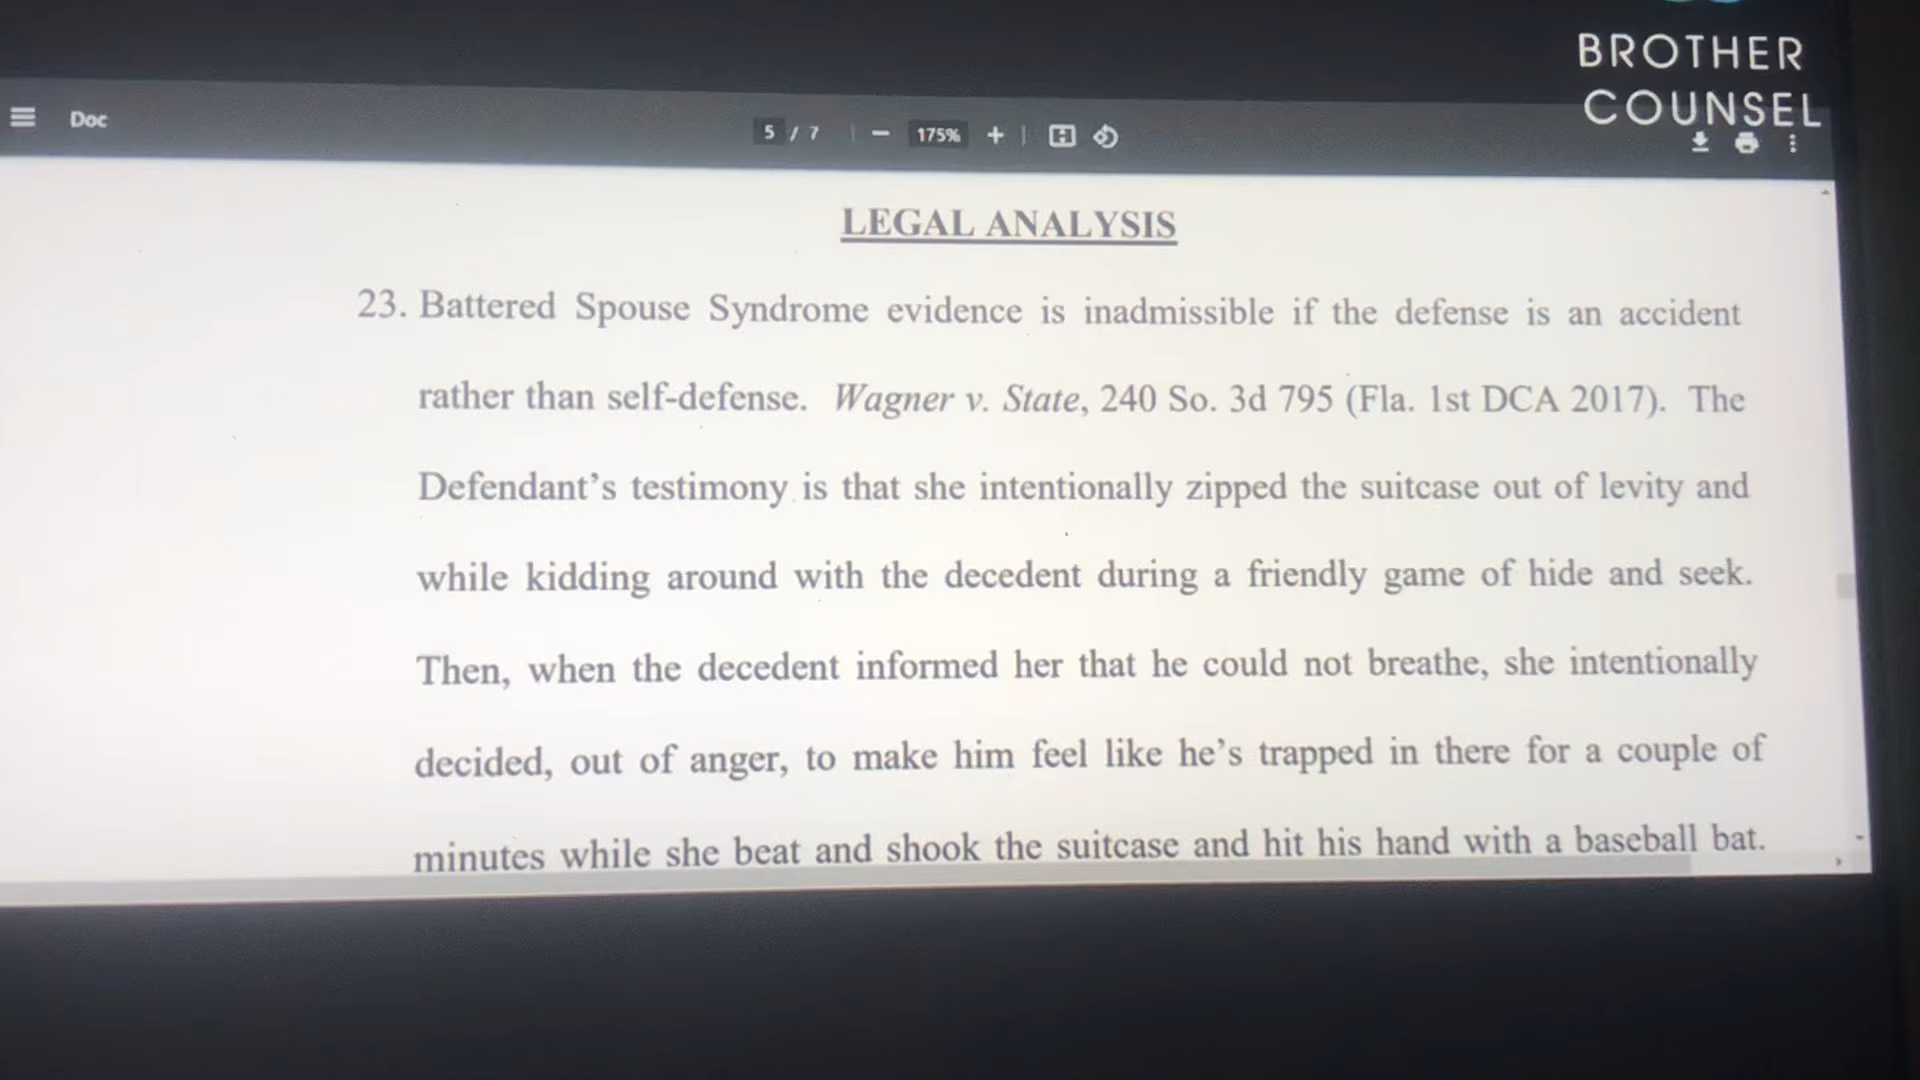 BROTHER
COUNSEL
Doc
5 / 7
175%
LEGAL ANALYSIS
23. Battered Spouse Syndrome evidence is inadmissible if the defense is an accident
rather than self-defense. Wagner v. State, 240 So. 3d 795 (Fla. 1st DCA 2017). The
Defendant's testimony is that she intentionally zipped the suitcase out of levity and
while kidding around with the decedent during a friendly game of hide and seek.
Then, when the decedent informed her that he could not breathe, she intentionally
decided, out of anger, to make him feel like he's trapped in there for a couple of
minutes while she beat and shook the suitcase and hit his hand with a baseball bat.